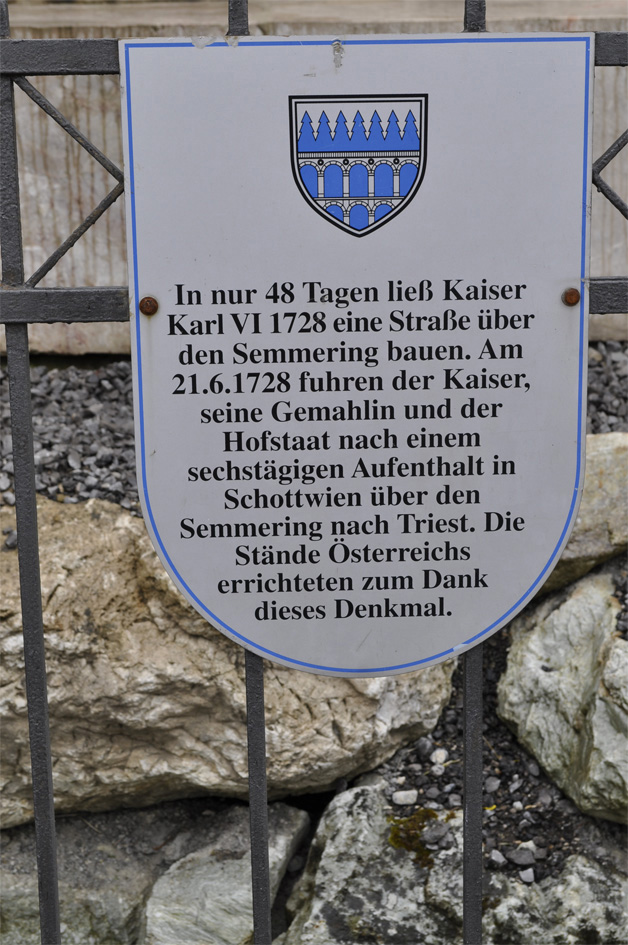 In nur 48 Tagen ließ Kaiser
Karl VI 1728 eine Straße über
den Semmering bauen. Am
21.6.1728 fuhren der Kaiser,
seine Gemahlin und der
Hofstaat nach einem
sechstägigen Aufenthalt in
Schottwien über den
Semmering nach Triest. Die
Stände Österreichs
errichteten zum Dank
dieses Denkmal.